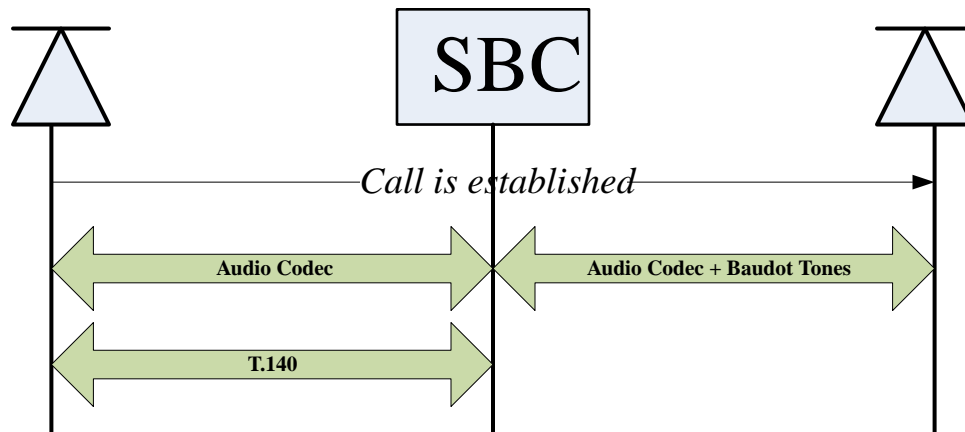 SBC
Call is established
Audio Codec
Audio Codec + Baudot Tones
T.140